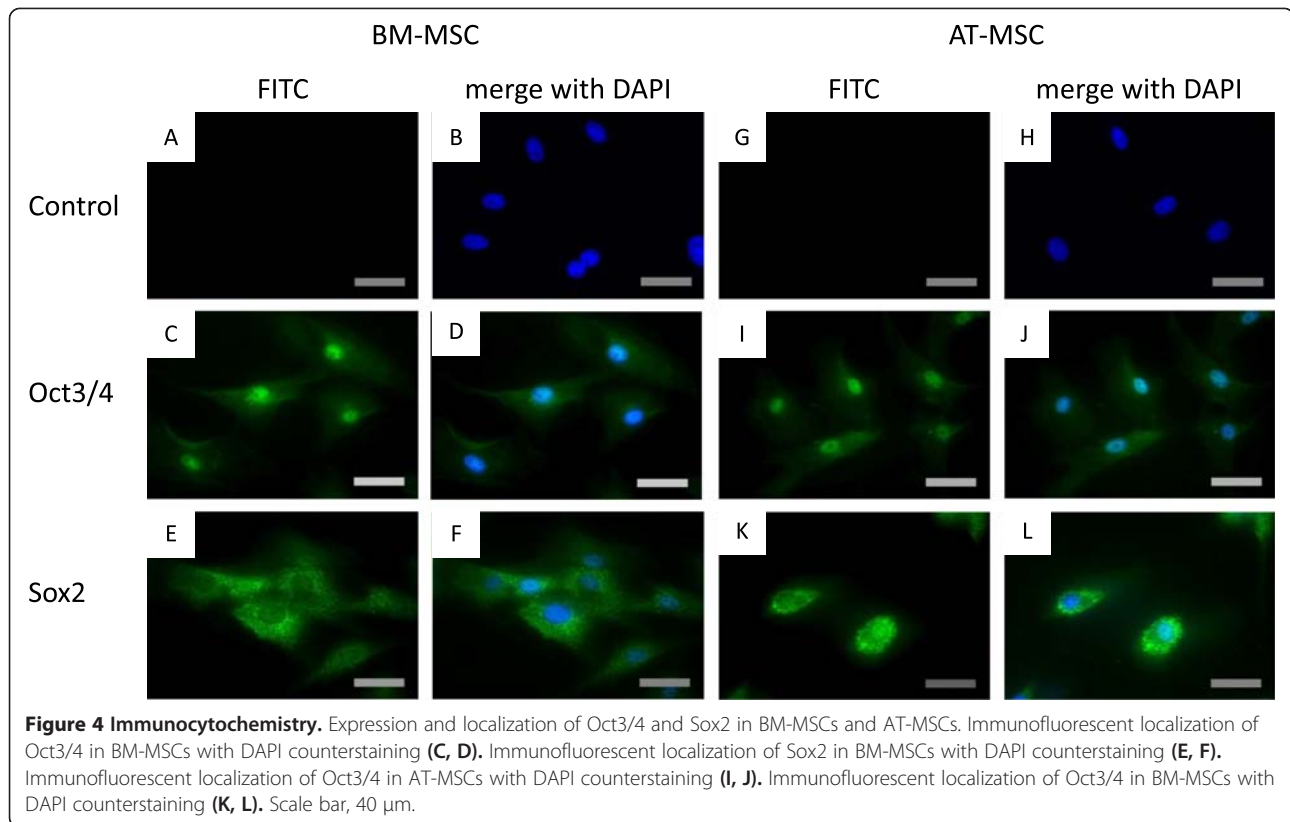 BM-MSC AT-MSC
FITC merge with DAPI FITC merge with DAPI
A B G H
Control
C D I J
Oct3/4
E F K L
Sox2
Figure 4 Immunocytochemistry. Expression and localization of Oct3/4 and Sox2 in BM-MSCs and AT-MSCs. Immunofluorescent localization of
Oct3/4 in BM-MSCs with DAPI counterstaining (C, D). Immunofluorescent localization of Sox2 in BM-MSCs with DAPI counterstaining (E, F).
Immunofluorescent localization of Oct3/4 in AT-MSCs with DAPI counterstaining (I, J). Immunofluorescent localization of Oct3/4 in BM-MSCs with
DAPI counterstaining (K, L). Scale bar, 40 μm.